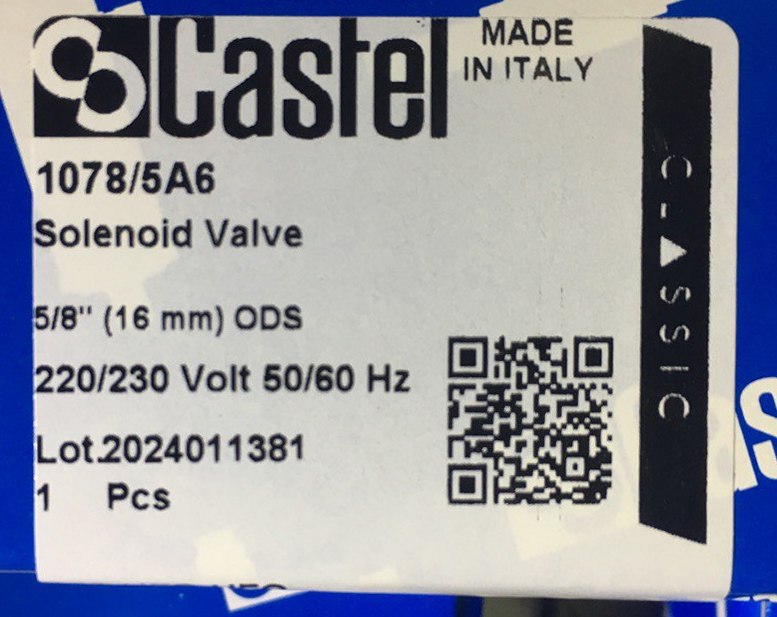 Castel
MADE
IN ITALY
1078/5A6
Solenoid Valve
5/8" (16 mm) ODS
220/230 Volt 50/60 Hz
Lot.2024011381
1 Pcs
CLASSIC